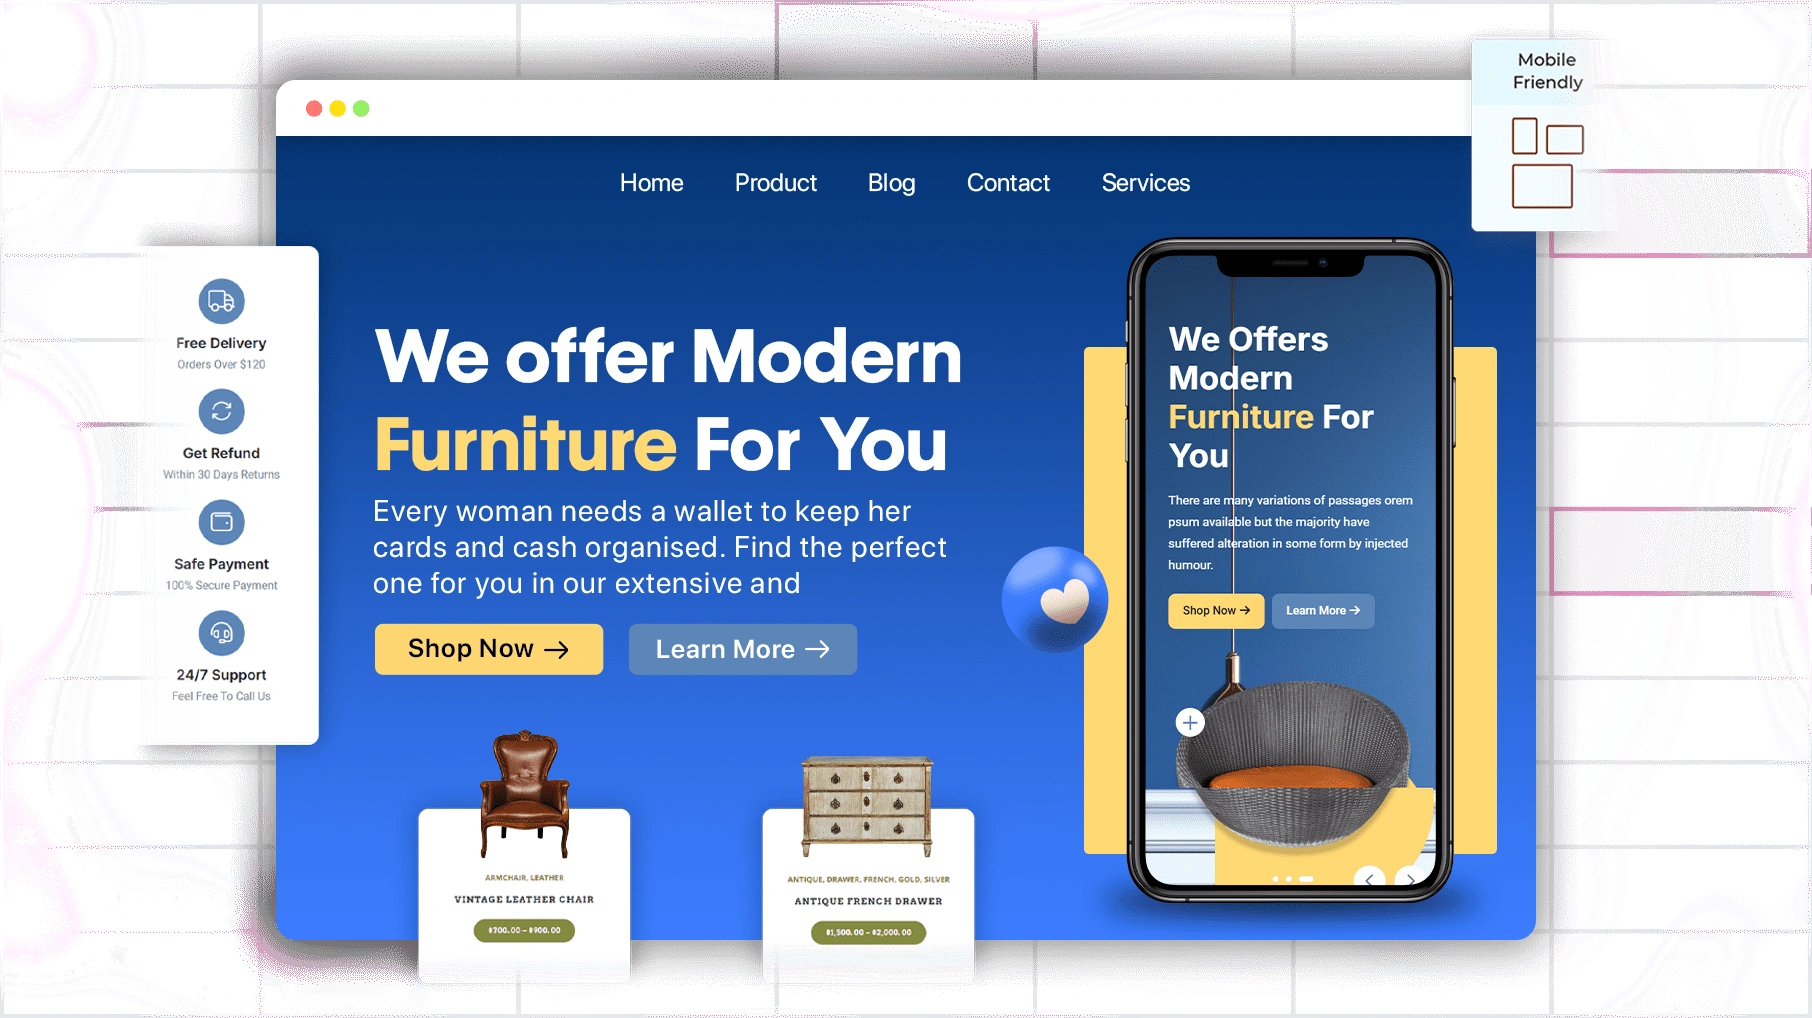 Mobile
Friendly
Home Product Blog Contact Services
Free Delivery
Orders Over $120
Get Refund
Within 30 Days Returns
Safe Payment
100% Secure Payment
24/7 Support
Feel Free To Call Us
We offer Modern
Furniture For You
Every woman needs a wallet to keep her
cards and cash organised. Find the perfect
one for you in our extensive and
Shop Now →
Learn More →
ARMCHAIR, LEATHER
VINTAGE LEATHER CHAIR
$700.00 – $900.00
ANTIQUE, DRAWER, FRENCH, GOLD, SILVER
ANTIQUE FRENCH DRAWER
$1,500.00 – $2,000.00
We Offers
Modern
Furniture For
You
There are many variations of passages orem
psum available but the majority have
suffered alteration in some form by injected
humour.
Shop Now →
Learn More →